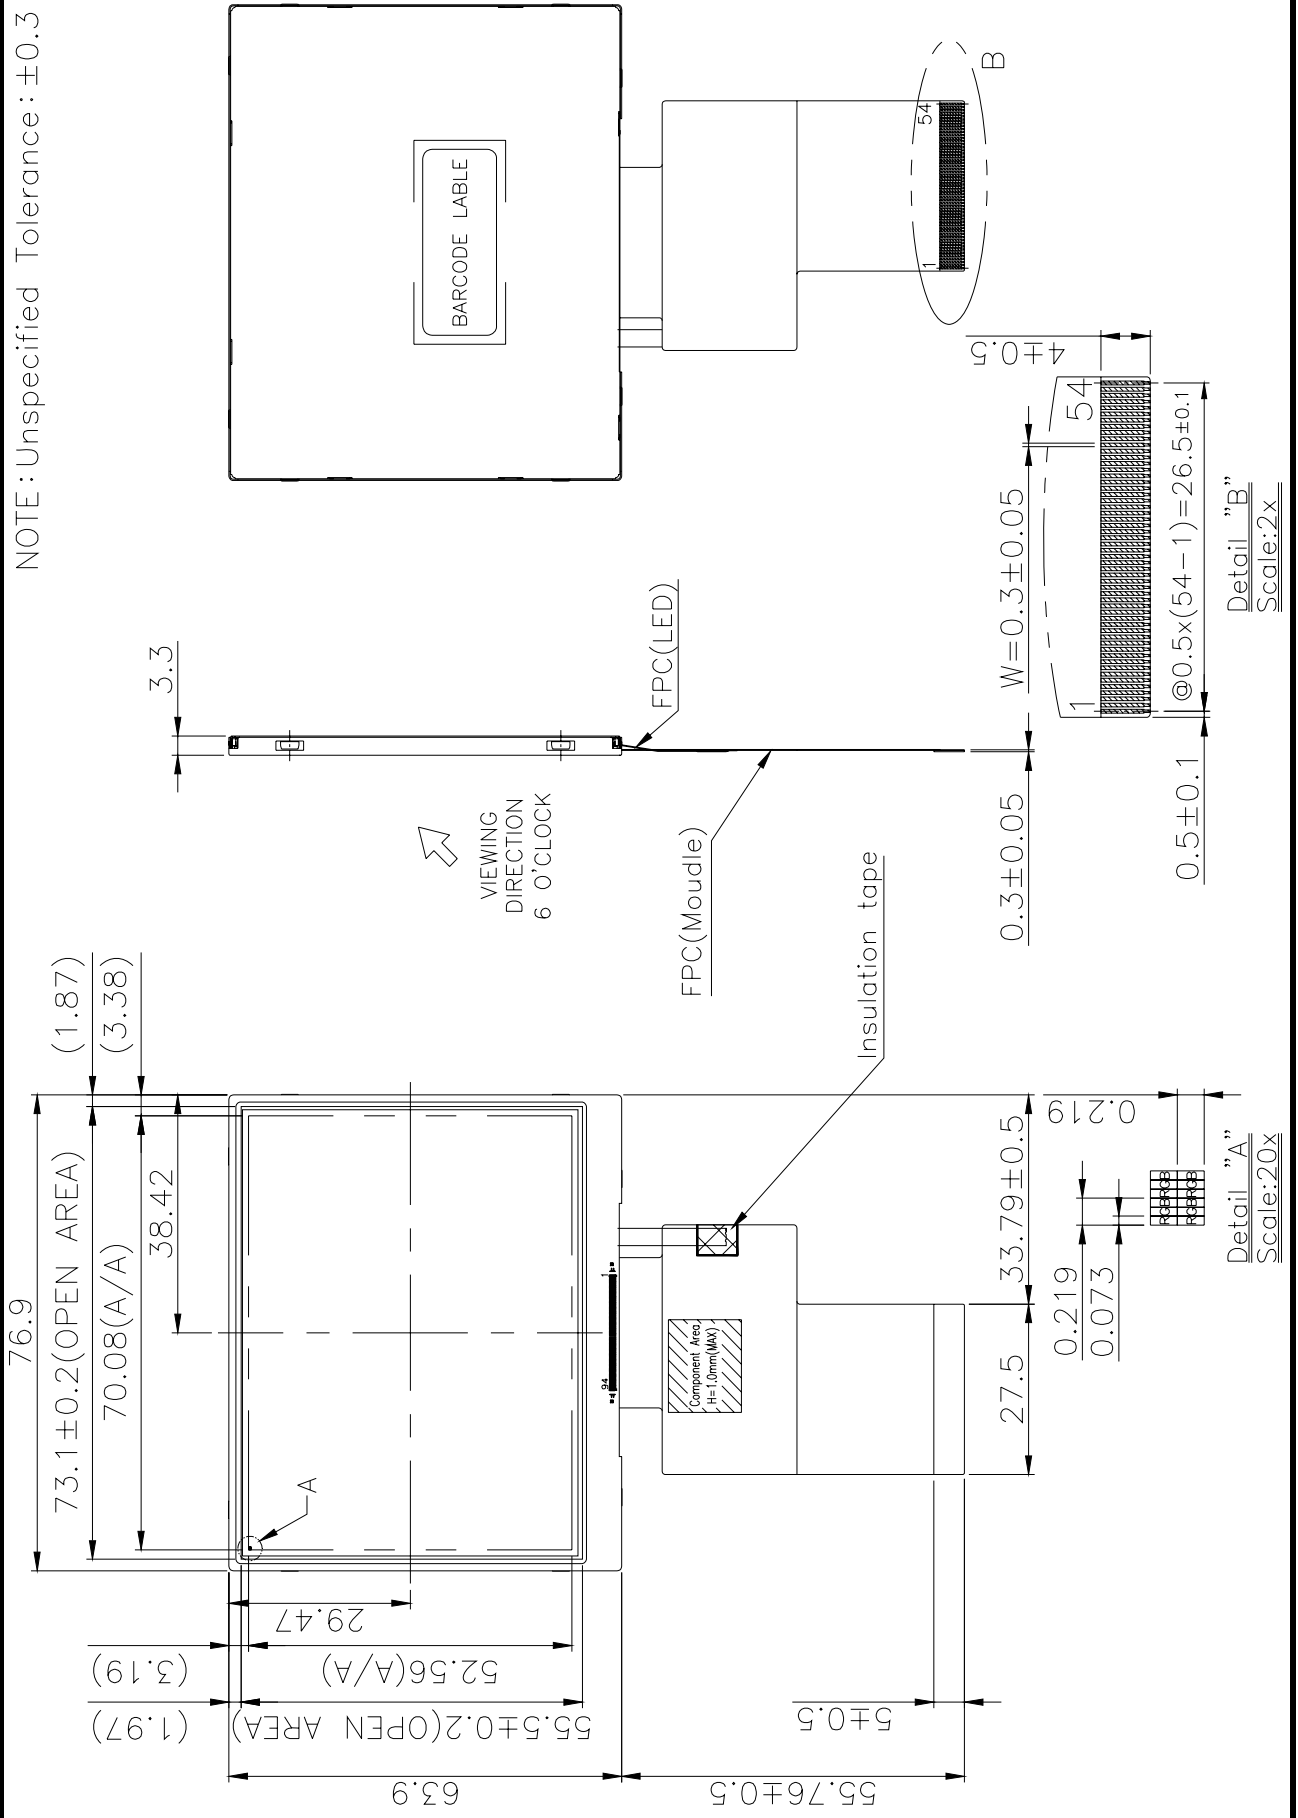 NOTE:Unspecified Tolerance:±0.3
76.9
73.1±0.2(OPEN AREA)
(1.87)
70.08(A/A)
(3.38)
38.42
A
29.47
(3.19)
52.56(A/A)
(1.97)
55.5±0.2(OPEN AREA)
63.9
55.76±0.5
5±0.5
94
1
Component Area
H=1.0mm(MAX)
Insulation tape
27.5
33.79±0.5
0.219
0.073
0.219
RGBRGB
RGBRGB
Detail "A"
Scale:20x
3.3
VIEWING
DIRECTION
6 O'CLOCK
FPC(LED)
FPC(Moudle)
0.3±0.05
BARCODE LABLE
1
54
B
W=0.3±0.05
4±0.5
1
54
@0.5x(54-1)=26.5±0.1
0.5±0.1
Detail "B"
Scale:2x